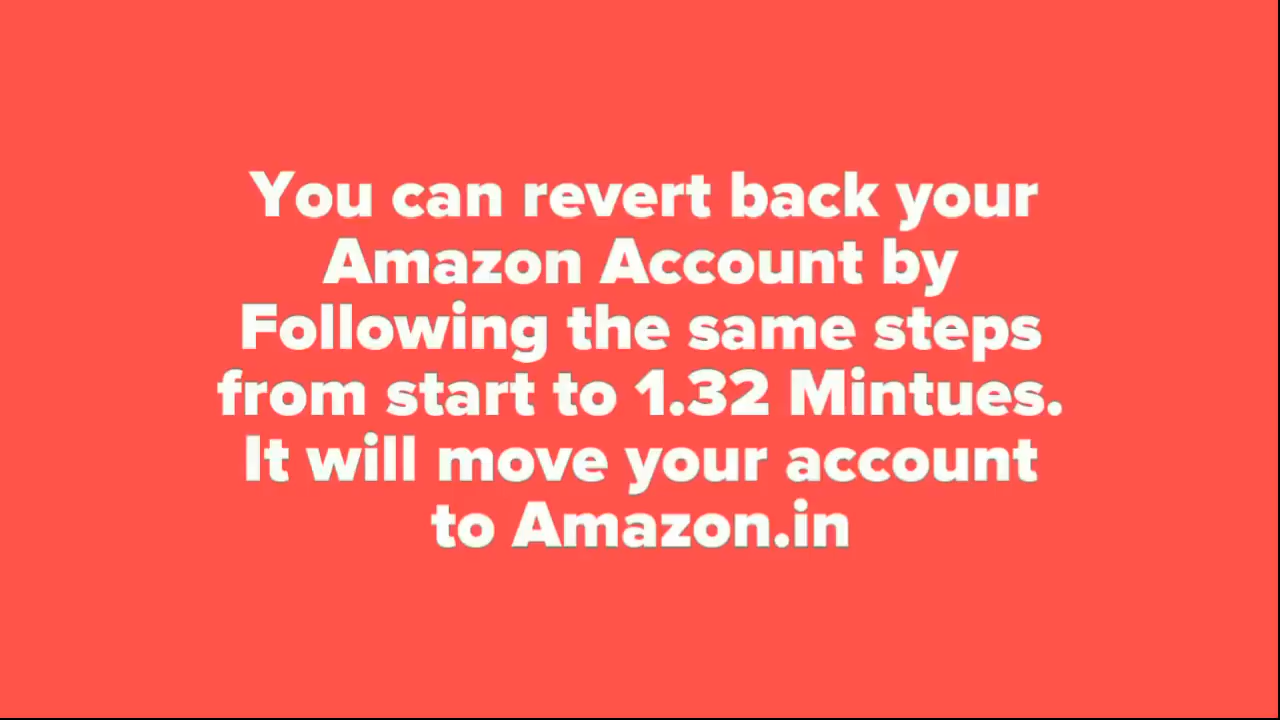 You can revert back your
Amazon Account by
Following the same steps
from start to 1.32 Mintues.
It will move your account
to Amazon.in